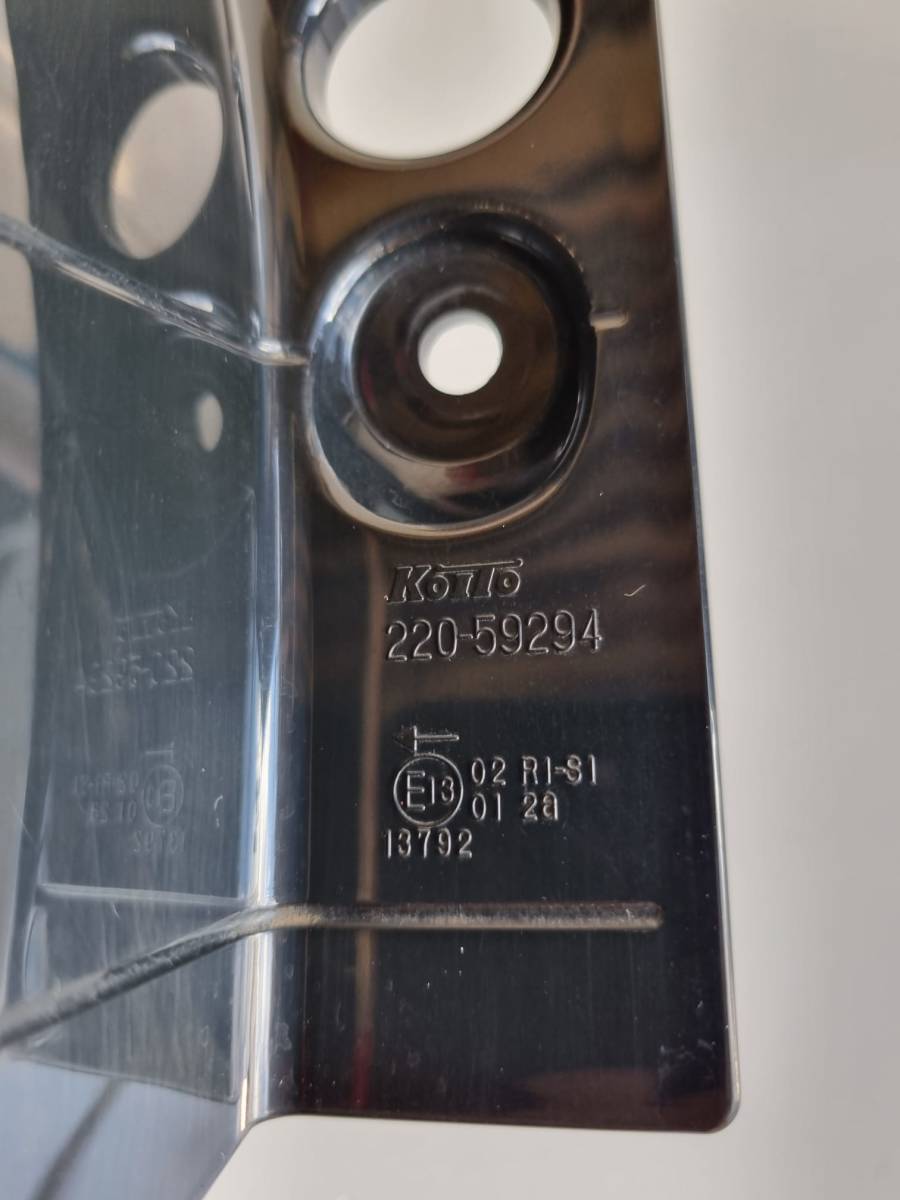 KOITO
220-59294
E13 02 R1-S1
01 2a
13792